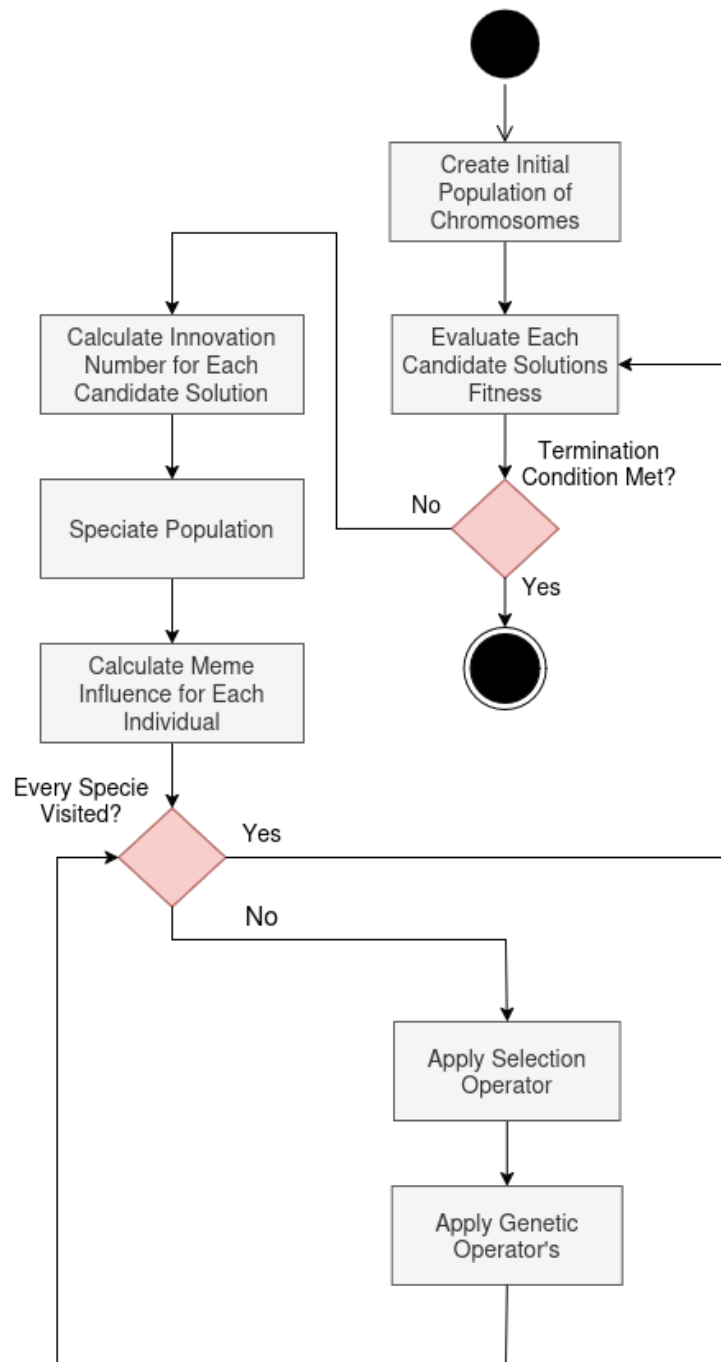 Create Initial
Population of
Chromosomes
Evaluate Each
Candidate Solutions
Fitness
Termination
Condition Met?
No
Yes
Calculate Innovation
Number for Each
Candidate Solution
Speciate Population
Calculate Meme
Influence for Each
Individual
Every Specie
Visited?
Yes
No
Apply Selection
Operator
Apply Genetic
Operator's